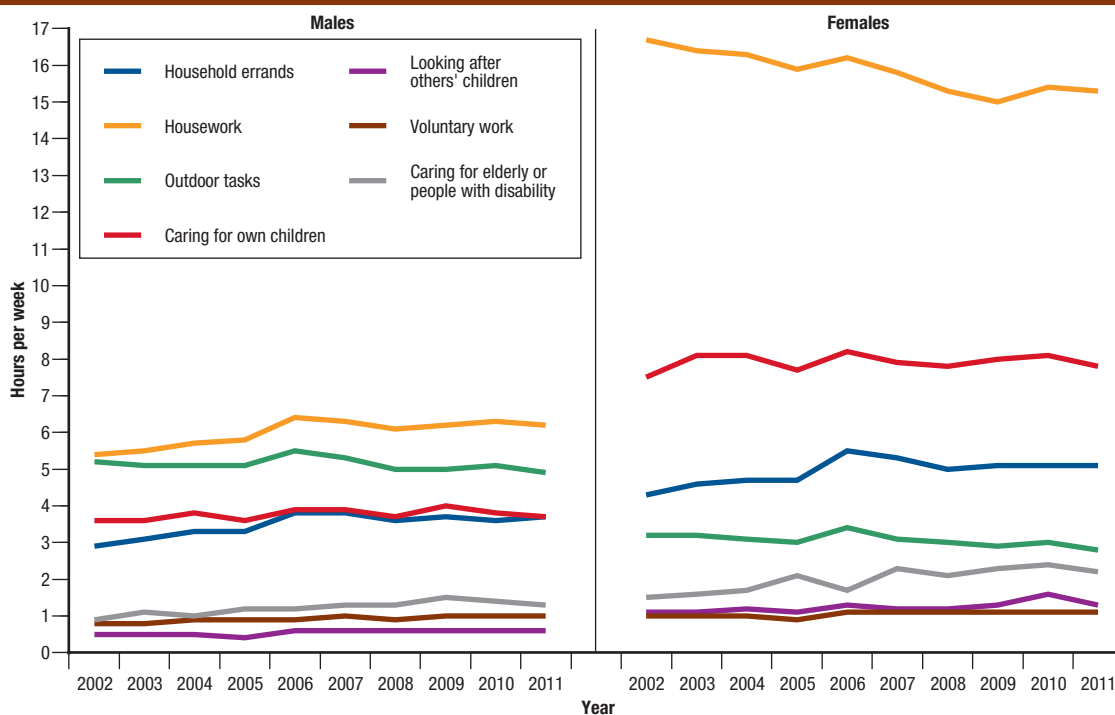 Males
Females
17
16
15
14
13
12
11
10
9
8
7
6
5
4
3
2
1
0
Hours per week
Household errands
Housework
Outdoor tasks
Caring for own children
Looking after
others' children
Voluntary work
Caring for elderly or
people with disability
2002 2003 2004 2005 2006 2007 2008 2009 2010 2011
2002 2003 2004 2005 2006 2007 2008 2009 2010 2011
Year